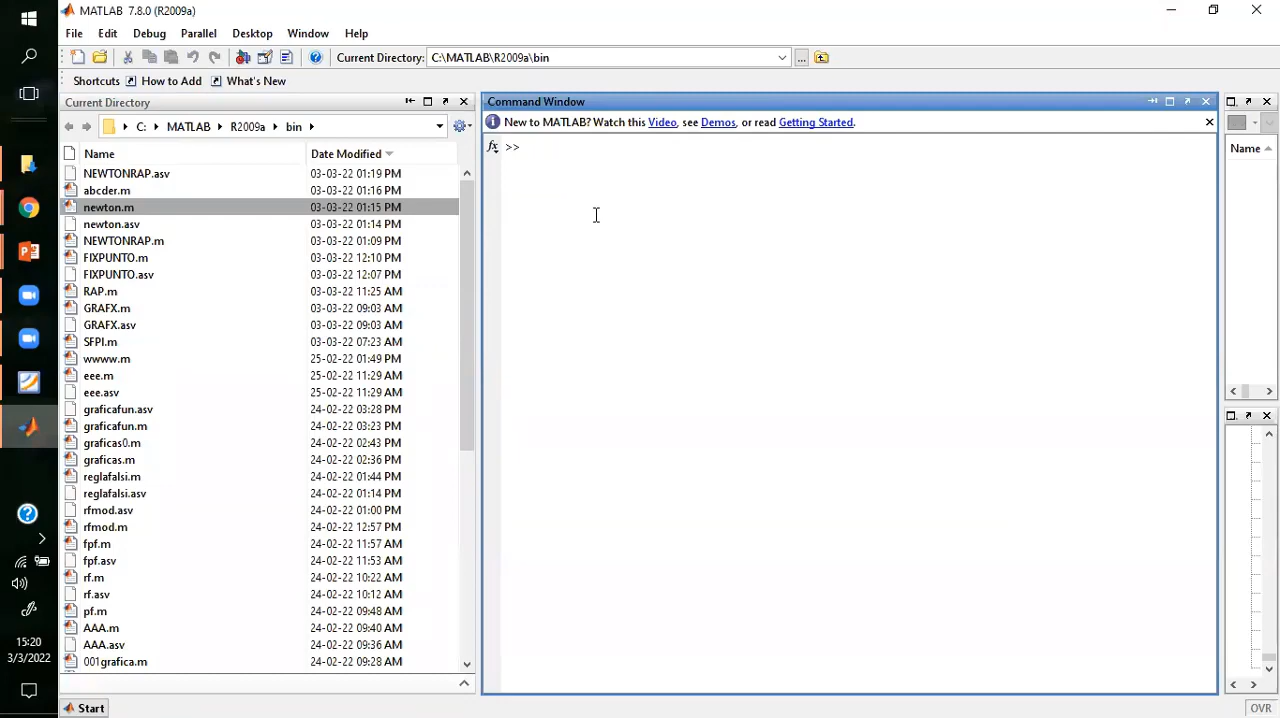 MATLAB 7.8.0 (R2009a)
File Edit Debug Parallel Desktop Window Help
Current Directory: C:\MATLAB\R2009a\bin ...
Shortcuts How to Add What's New
Current Directory
C: MATLAB R2009a bin
Name Date Modified
NEWTONRAP.asv 03-03-22 01:19 PM
abcder.m 03-03-22 01:16 PM
newton.m 03-03-22 01:15 PM
newton.asv 03-03-22 01:14 PM
NEWTONRAP.m 03-03-22 01:09 PM
FIXPUNTO.m 03-03-22 12:10 PM
FIXPUNTO.asv 03-03-22 12:07 PM
RAP.m 03-03-22 11:25 AM
GRAFX.m 03-03-22 09:03 AM
GRAFX.asv 03-03-22 09:03 AM
SFPI.m 03-03-22 07:23 AM
wwww.m 25-02-22 01:49 PM
eee.m 25-02-22 11:29 AM
eee.asv 25-02-22 11:29 AM
graficafun.asv 24-02-22 03:28 PM
graficafun.m 24-02-22 03:23 PM
graficas0.m 24-02-22 02:43 PM
graficas.m 24-02-22 02:36 PM
reglafalsi.m 24-02-22 01:44 PM
reglafalsi.asv 24-02-22 01:14 PM
rfmod.asv 24-02-22 01:00 PM
rfmod.m 24-02-22 12:57 PM
fpf.m 24-02-22 11:57 AM
fpf.asv 24-02-22 11:53 AM
rf.m 24-02-22 10:22 AM
rf.asv 24-02-22 10:12 AM
pf.m 24-02-22 09:48 AM
AAA.m 24-02-22 09:40 AM
AAA.asv 24-02-22 09:36 AM
001grafica.m 24-02-22 09:28 AM
Command Window
New to MATLAB? Watch this Video, see Demos, or read Getting Started.
fx >>
Name
15:20
3/3/2022
Start
OVR